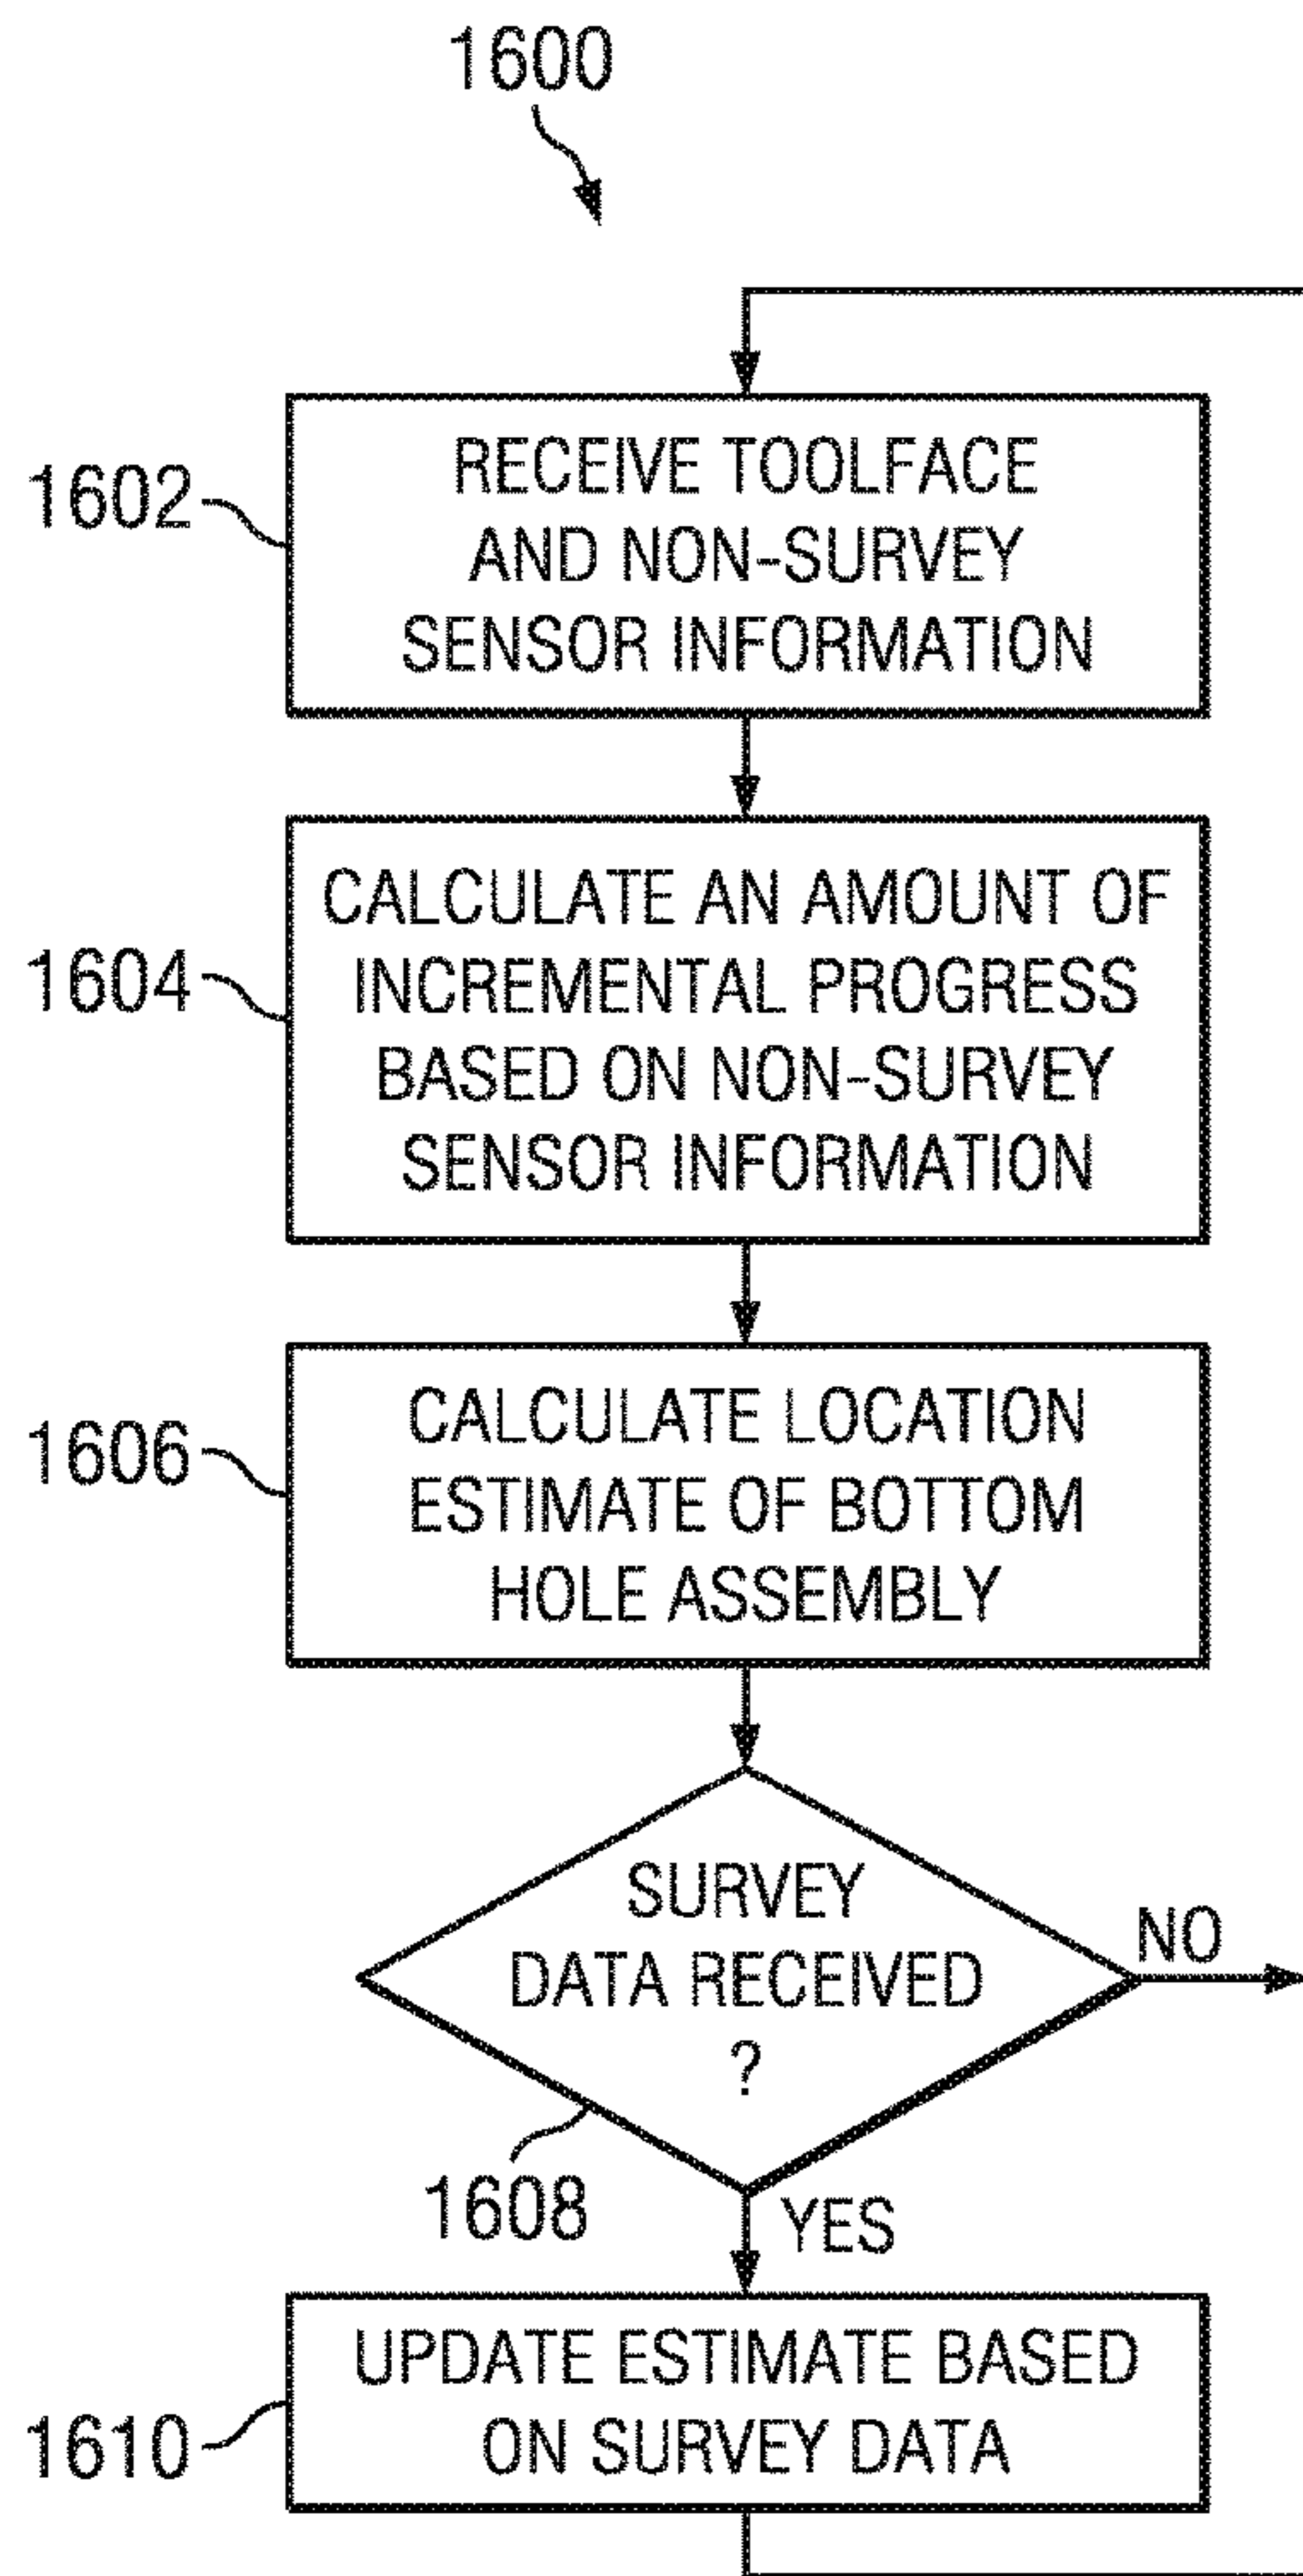 1600
1602
RECEIVE TOOLFACE
AND NON-SURVEY
SENSOR INFORMATION
1604
CALCULATE AN AMOUNT OF
INCREMENTAL PROGRESS
BASED ON NON-SURVEY
SENSOR INFORMATION
1606
CALCULATE LOCATION
ESTIMATE OF BOTTOM
HOLE ASSEMBLY
SURVEY
DATA RECEIVED
?
NO
1608
YES
1610
UPDATE ESTIMATE BASED
ON SURVEY DATA